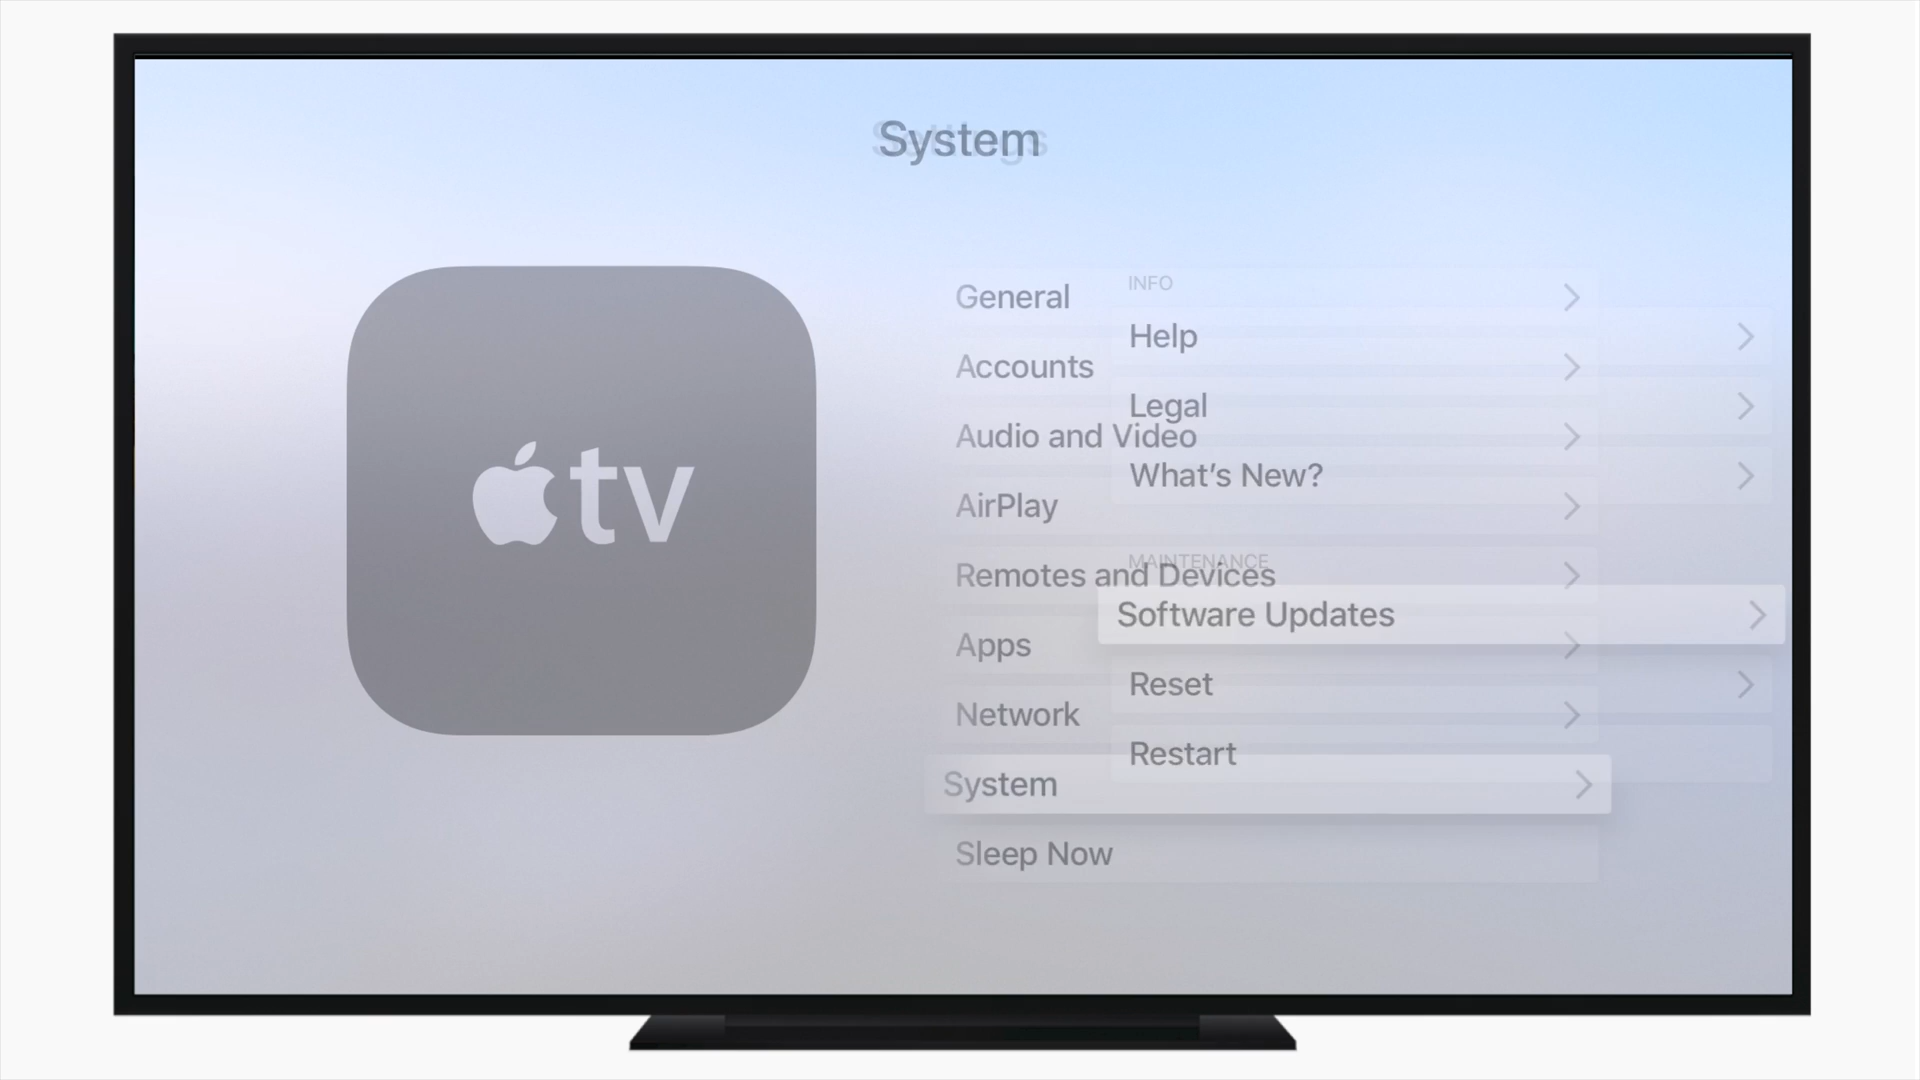 Settings
System
tv
General
Accounts
Audio and Video
AirPlay
Remotes and Devices
Apps
Network
System
Sleep Now
INFO
Help
Legal
What's New?
MAINTENANCE
Software Updates
Reset
Restart